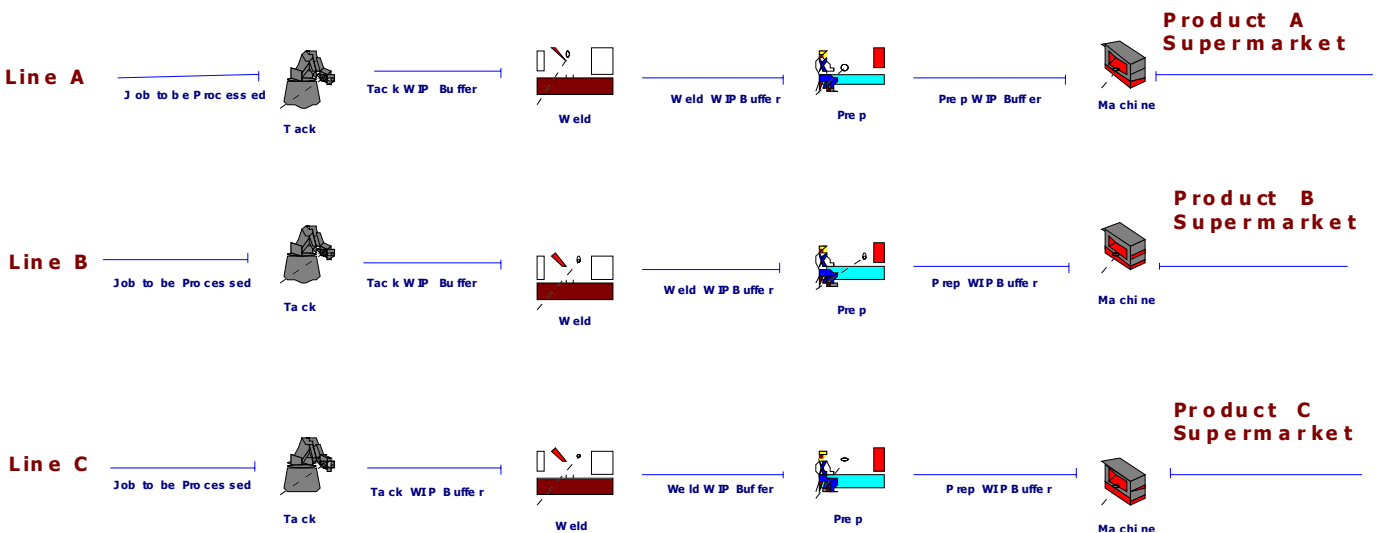 Product A
Supermarket
Line A
Job to be Processed
Tack WIP Buffer
Weld WIP Buffer
Prep WIP Buffer
Machine
Prep
Weld
Tack
Product B
Supermarket
Line B
Job to be Processed
Tack WIP Buffer
Weld WIP Buffer
Prep WIP Buffer
Machine
Tack
Prep
Weld
Product C
Supermarket
Line C
Job to be Processed
Tack WIP Buffer
Weld WIP Buffer
Prep WIP Buffer
Tack
Prep
Weld
Machine